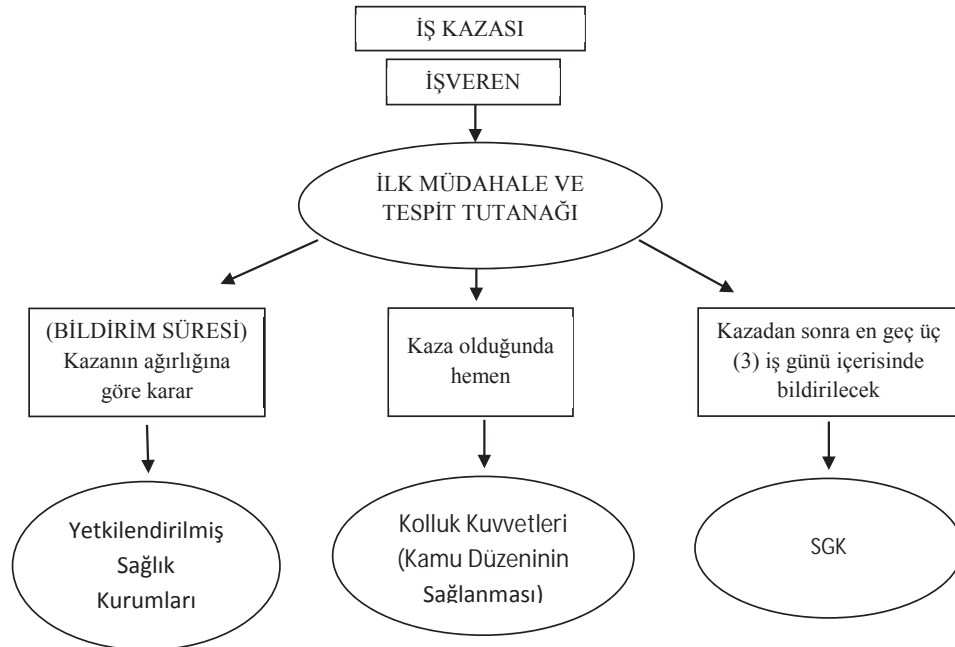 İŞ KAZASI
İŞVEREN
İLK MÜDAHALE VE
TESPİT TUTANAĞI
(BİLDİRİM SÜRESİ)
Kazanın ağırlığına
göre karar
Kaza olduğunda
hemen
Kazadan sonra en geç üç
(3) iş günü içerisinde
bildirilecek
Yetkilendirilmiş
Sağlık
Kurumları
Kolluk Kuvvetleri
(Kamu Düzeninin
Sağlanması)
SGK